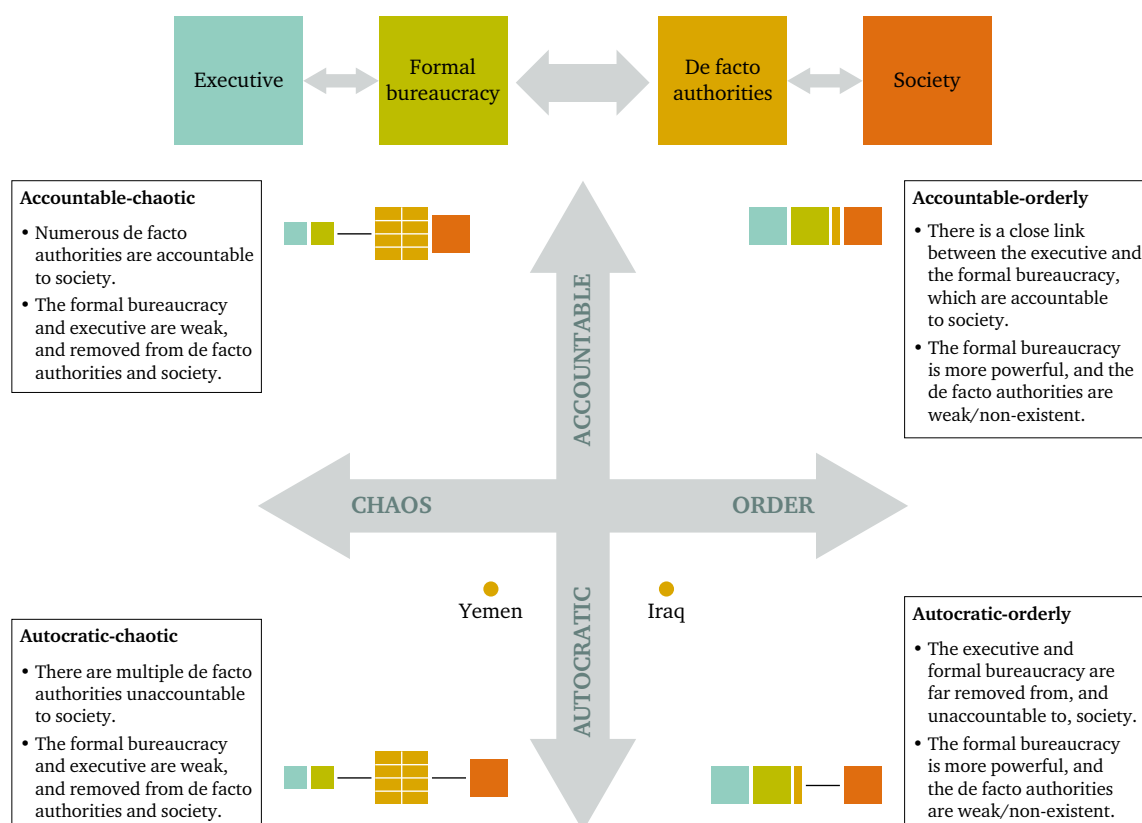 Executive
Formal
bureaucracy
De facto
authorities
Society
Accountable-chaotic
• Numerous de facto
authorities are accountable
to society.
• The formal bureaucracy
and executive are weak,
and removed from de facto
authorities and society.
Accountable-orderly
• There is a close link
between the executive and
the formal bureaucracy,
which are accountable
to society.
• The formal bureaucracy
is more powerful, and the
de facto authorities are
weak/non-existent.
ACCOUNTABLE
CHAOS
ORDER
AUTOCRATIC
Yemen
Iraq
Autocratic-chaotic
• There are multiple de facto
authorities unaccountable
to society.
• The formal bureaucracy
and executive are weak,
and removed from de facto
authorities and society.
Autocratic-orderly
• The executive and
formal bureaucracy are
far removed from, and
unaccountable to, society.
• The formal bureaucracy
is more powerful, and
the de facto authorities
are weak/non-existent.